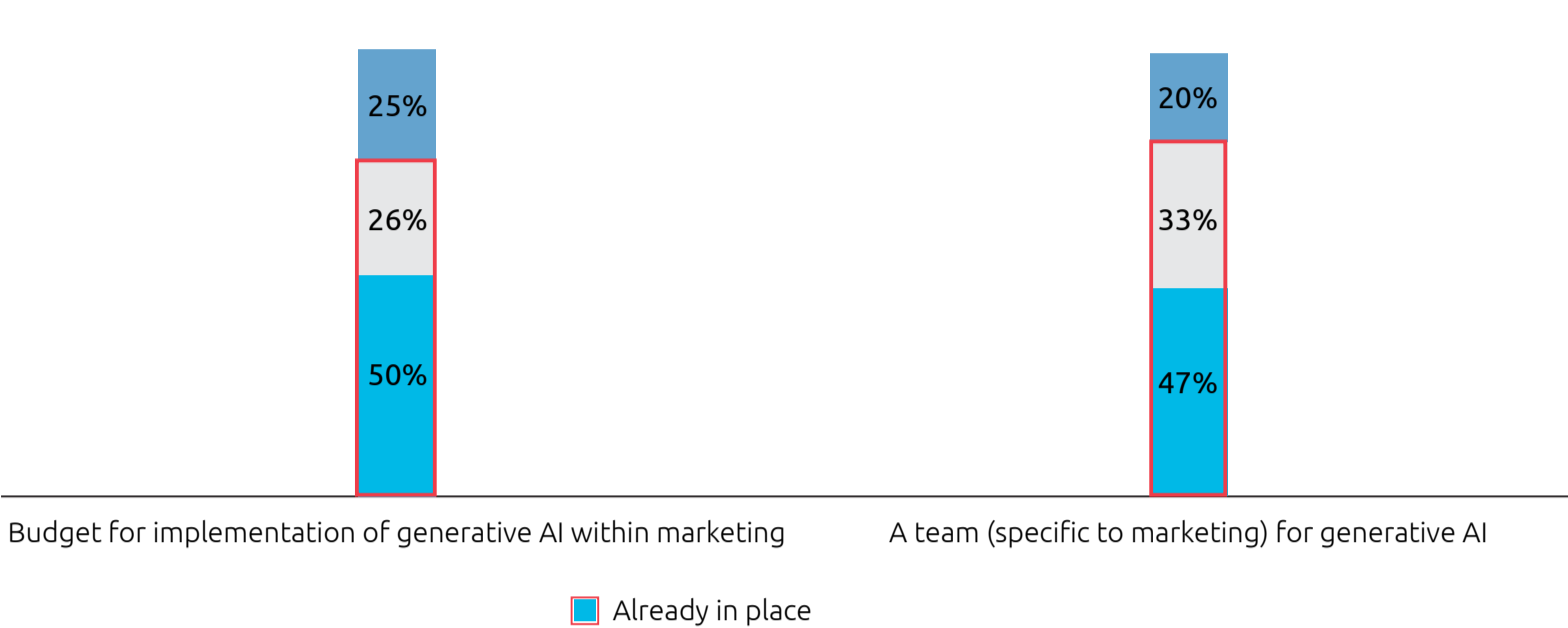 25%
20%
26%
33%
50%
47%
Budget for implementation of generative AI within marketing
A team (specific to marketing) for generative AI
Already in place